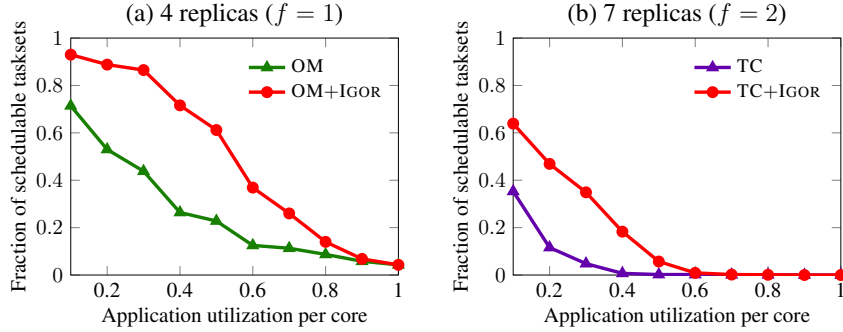 (a) 4 replicas (f = 1)
Fraction of schedulable tasksets
1
0.8
0.6
0.4
0.2
0
OM
OM+IGOR
0.2 0.4 0.6 0.8 1
Application utilization per core
(b) 7 replicas (f = 2)
Fraction of schedulable tasksets
1
0.8
0.6
0.4
0.2
0
TC
TC+IGOR
0.2 0.4 0.6 0.8 1
Application utilization per core